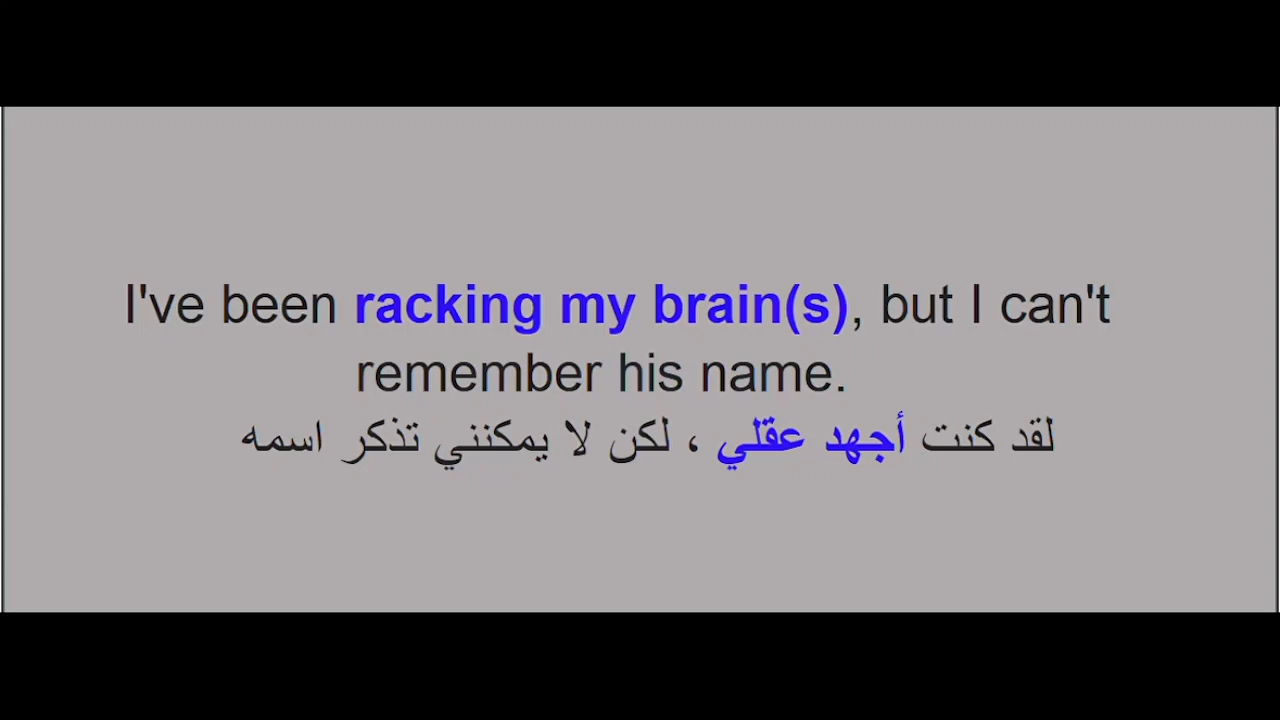 I've been racking my brain(s), but I can't
remember his name.
لقد كنت أجهد عقلي ، لكن لا يمكنني تذكر اسمه